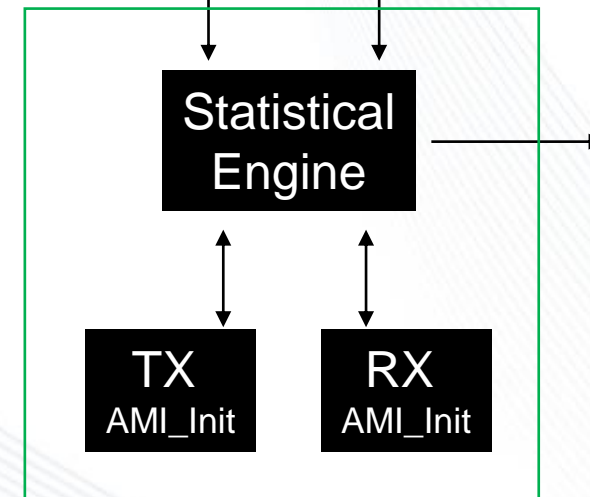 Statistical
Engine
TX
AMI_Init
RX
AMI_Init